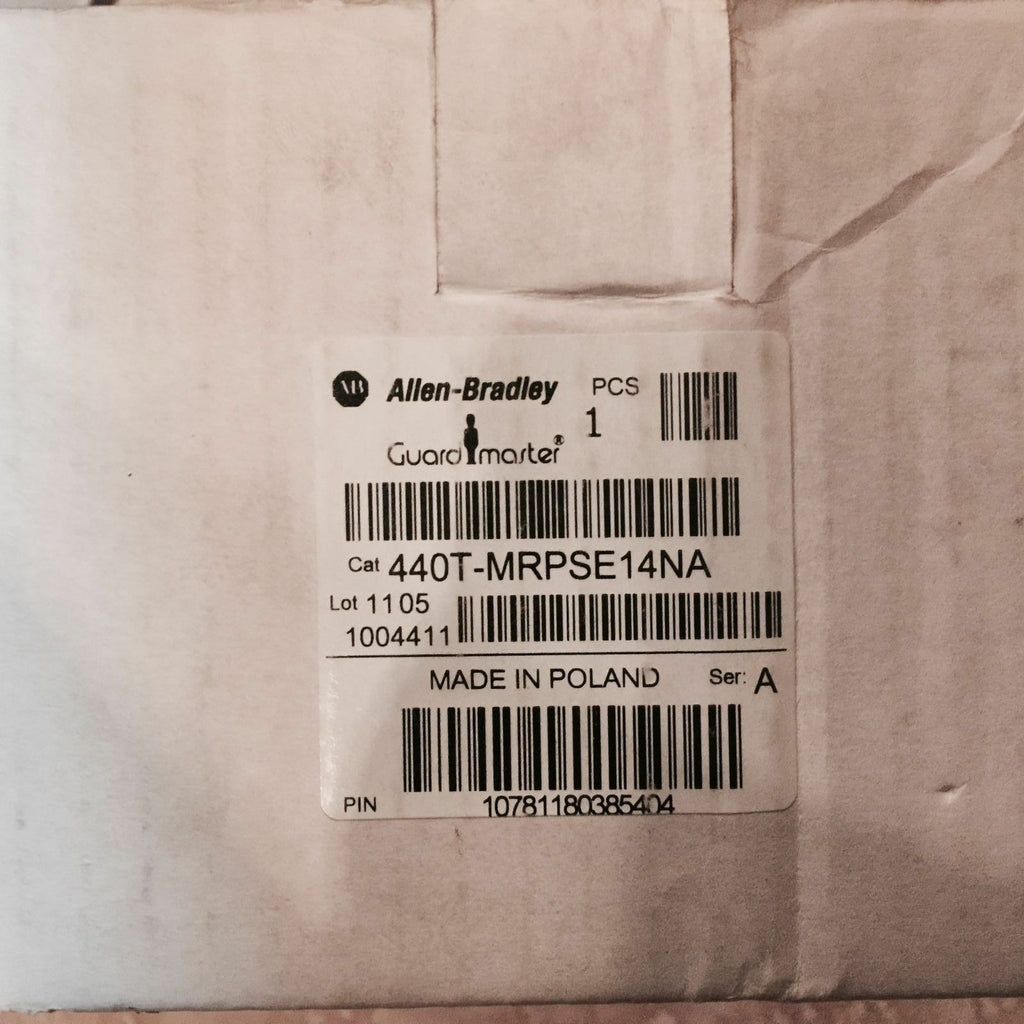 AB Allen-Bradley PCS
1
Guardmaster®
Cat 440T-MRPSE14NA
Lot 1105
1004411
MADE IN POLAND Ser: A
PIN 10781180385404